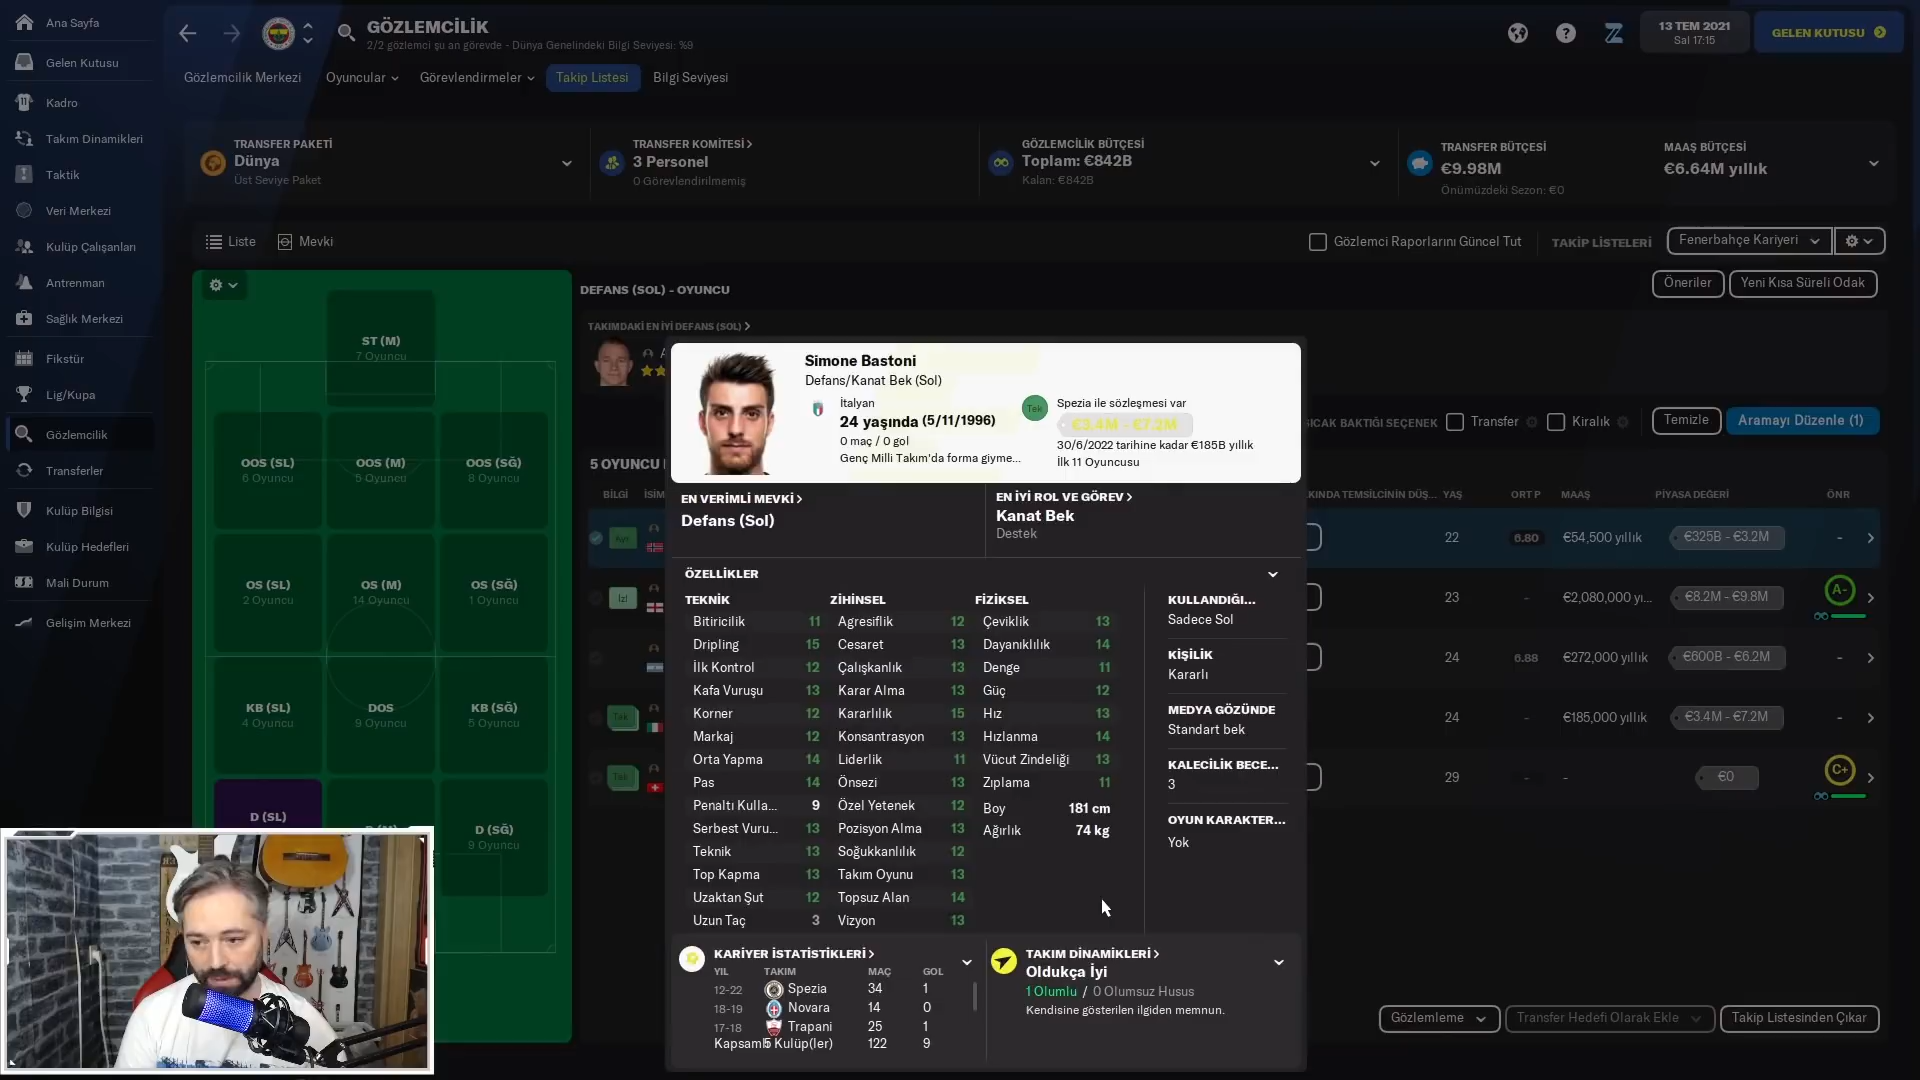 Ana Sayfa
Gelen Kutusu
Kadro
Takım Dinamikleri
Taktik
Veri Merkezi
Kulüp Çalışanları
Antrenman
Sağlık Merkezi
Fikstür
Lig/Kupa
Gözlemcilik
Transferler
Kulüp Bilgisi
Kulüp Hedefleri
Mali Durum
Gelişim Merkezi
GÖZLEMCİLİK
2/2 gözlemci şu an görevde - Dünya Genelindeki Bilgi Seviyesi: %9
13 TEM 2021
Sal 17:15
GELEN KUTUSU
Gözlemcilik Merkezi
Oyuncular
Görevlendirmeler
Takip Listesi
Bilgi Seviyesi
TRANSFER PAKETİ
Dünya
Üst Seviye Paket
TRANSFER KOMİTESİ >
3 Personel
0 Görevlendirilmemiş
GÖZLEMCİLİK BÜTÇESİ
Toplam: €842B
Kalan: €842B
TRANSFER BÜTÇESİ
€9.98M
Önümüzdeki Sezon: €0
MAAŞ BÜTÇESİ
€6.64M yıllık
Liste
Mevki
Gözlemci Raporlarını Güncel Tut
TAKİP LİSTELERİ
Fenerbahçe Kariyeri
ST (M)
7 Oyuncu
OOS (SL)
OOS (M)
5 Oyuncu
OOS (SĞ)
8 Oyuncu
OS (SL)
2 Oyuncu
OS (M)
14 Oyuncu
OS (SĞ)
1 Oyuncu
KB (SL)
4 Oyuncu
DOS
9 Oyuncu
KB (SĞ)
5 Oyuncu
D (SL)
D (SĞ)
9 Oyuncu
DEFANS (SOL) - OYUNCU
Öneriler
Yeni Kısa Süreli Odak
TAKIMDAKİ EN İYİ DEFANS (SOL) >
A
ICAK BAKTIĞI SEÇENEK
Transfer
Kiralık
Temizle
Aramayı Düzenle (1)
5 OYUNCU
BİLGİ
İSİM
KINDA TEMSİLCİNİN DÜŞ...
YAŞ
ORT P
MAAŞ
PİYASA DEĞERİ
ÖNR
Ayr
22
6.80
€54,500 yıllık
€325B - €3.2M
-
İzl
23
-
€2,080,000 yı...
€8.2M - €9.8M
A-
24
6.88
€272,000 yıllık
€600B - €6.2M
-
Tek
24
-
€185,000 yıllık
€3.4M - €7.2M
-
Tek
29
-
-
€0
C+
Simone Bastoni
Defans/Kanat Bek (Sol)
İtalyan
24 yaşında (5/11/1996)
0 maç / 0 gol
Genç Milli Takım'da forma giyme...
Tek
Spezia ile sözleşmesi var
€3.4M - €7.2M
30/6/2022 tarihine kadar €185B yıllık
İlk 11 Oyuncusu
EN VERİMLİ MEVKİ >
Defans (Sol)
EN İYİ ROL VE GÖREV >
Kanat Bek
Destek
ÖZELLİKLER
TEKNİK
Bitiricilik 11
Dripling 15
İlk Kontrol 12
Kafa Vuruşu 13
Korner 12
Markaj 12
Orta Yapma 14
Pas 14
Penaltı Kulla... 9
Serbest Vuru... 13
Teknik 13
Top Kapma 13
Uzaktan Şut 12
Uzun Taç 3
ZİHİNSEL
Agresiflik 12
Cesaret 13
Çalışkanlık 13
Karar Alma 13
Kararlılık 15
Konsantrasyon 13
Liderlik 11
Önsezi 13
Özel Yetenek 12
Pozisyon Alma 13
Soğukkanlılık 12
Takım Oyunu 13
Topsuz Alan 14
Vizyon 13
FİZİKSEL
Çeviklik 13
Dayanıklılık 14
Denge 11
Güç 12
Hız 13
Hızlanma 14
Vücut Zindeliği 13
Zıplama 11
Boy 181 cm
Ağırlık 74 kg
KULLANDIĞI...
Sadece Sol
KİŞİLİK
Kararlı
MEDYA GÖZÜNDE
Standart bek
KALECİLİK BECE...
3
OYUN KARAKTER...
Yok
KARİYER İSTATİSTİKLERİ >
YIL TAKIM MAÇ GOL
12-22 Spezia 34 1
18-19 Novara 14 0
17-18 Trapani 25 1
Kapsamlı 5 Kulüp(ler) 122 9
TAKIM DİNAMİKLERİ >
Oldukça İyi
1 Olumlu / 0 Olumsuz Husus
Kendisine gösterilen ilgiden memnun.
Gözlemleme
Transfer Hedefi Olarak Ekle
Takip Listesinden Çıkar